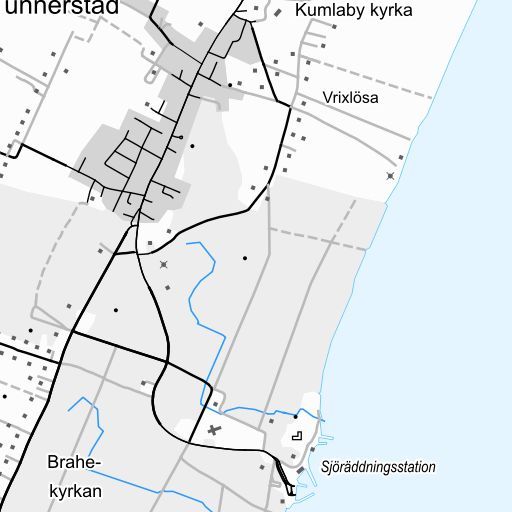 unnerstad
Kumlaby kyrka
Vrixlösa
Brahe-
kyrkan
Sjöräddningsstation